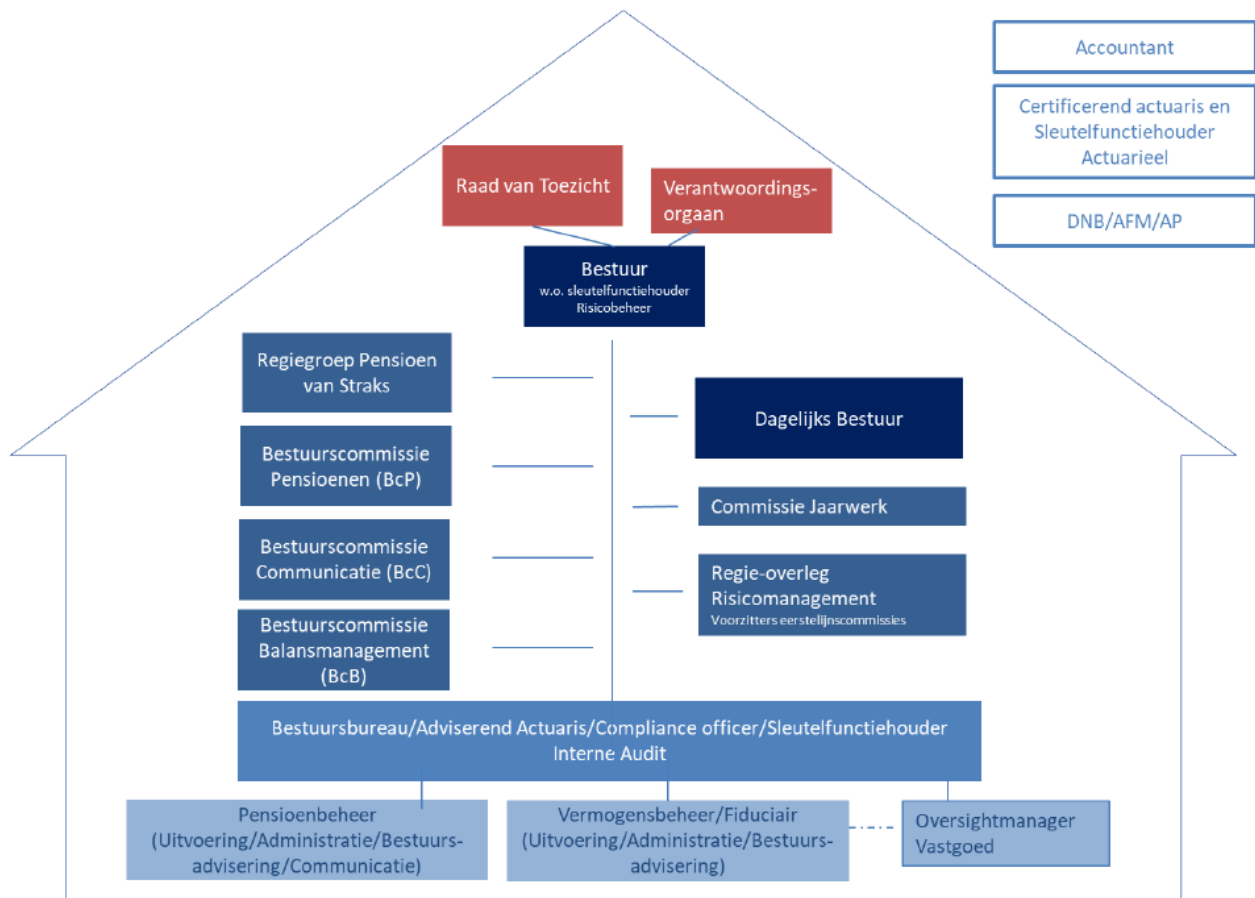 Accountant
Certificerend actuaris en
Sleutelfunctiehouder
Actuarieel
DNB/AFM/AP
Raad van Toezicht
Verantwoordings-
orgaan
Bestuur
w.o. sleutelfunctiehouder
Risicobeheer
Regiegroep Pensioen
van Straks
Dagelijks Bestuur
Bestuurscommissie
Pensioenen (BcP)
Commissie Jaarwerk
Bestuurscommissie
Communicatie (BcC)
Regie-overleg
Risicomanagement
Voorzitters eerstelijnscommissies
Bestuurscommissie
Balansmanagement
(BcB)
Bestuursbureau/Adviserend Actuaris/Compliance officer/Sleutelfunctiehouder
Interne Audit
Pensioenbeheer
(Uitvoering/Administratie/Bestuurs-
advisering/Communicatie)
Vermogensbeheer/Fiduciair
(Uitvoering/Administratie/Bestuurs-
advisering)
Oversightmanager
Vastgoed